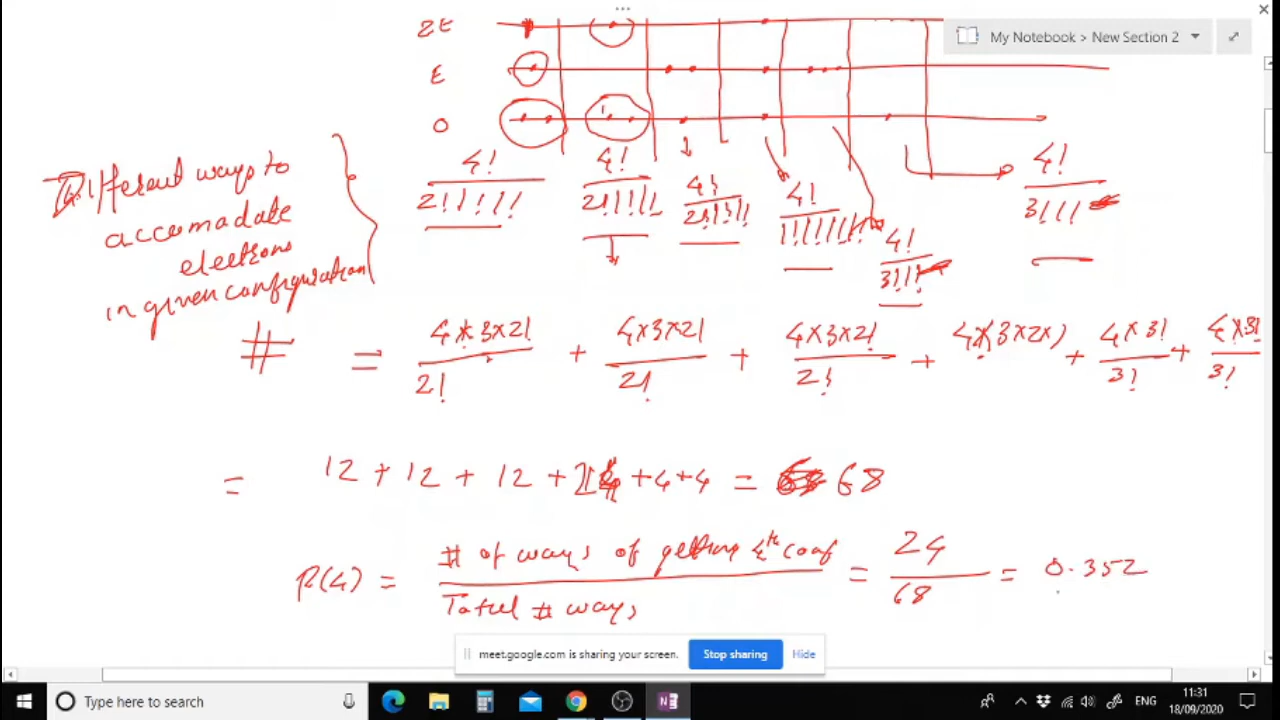 2E
My Notebook > New Section 2
E
O
Different ways to
accomadate
electrons
in given configuration
4!
2!1!1!1!
4!
2!1!1!
4!
2!1!1!
4!
1!1!1!1!
4!
3!1!
4!
3!1!
# = 4×3×2!/2! + 4×3×2!/2! + 4×3×2!/2! + 4×(3×2×) + 4×3!/3! + 4×3!/3!
= 12 + 12 + 12 + 24 + 4 + 4 = 68
P(4) = # of ways of getting 4th conf / Total # ways = 24/68 = 0.352
meet.google.com is sharing your screen. Stop sharing Hide
Type here to search
ENG
11:31
18/09/2020